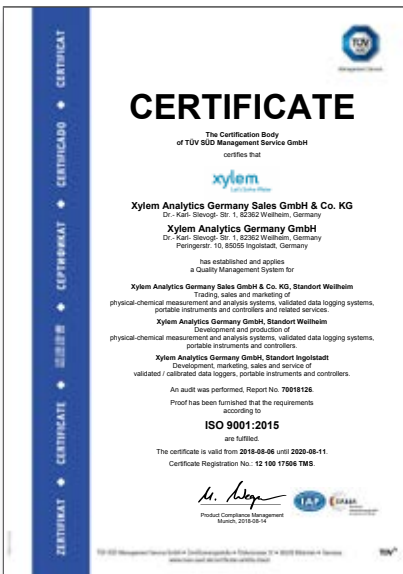 TÜV
SÜD
Management Service
CERTIFICATE
The Certification Body
of TÜV SÜD Management Service GmbH
certifies that
xylem
Let's Solve Water
Xylem Analytics Germany Sales GmbH & Co. KG
Dr.- Karl- Slevogt- Str. 1, 82362 Weilheim, Germany
Xylem Analytics Germany GmbH
Dr.- Karl- Slevogt- Str. 1, 82362 Weilheim, Germany
Peringerstr. 10, 85055 Ingolstadt, Germany
has established and applies
a Quality Management System for
Xylem Analytics Germany Sales GmbH & Co. KG, Standort Weilheim
Trading, sales and marketing of
physical-chemical measurement and analysis systems, validated data logging systems,
portable instruments and controllers and related services.
Xylem Analytics Germany GmbH, Standort Weilheim
Development and production of
physical-chemical measurement and analysis systems, validated data logging systems,
portable instruments and controllers.
Xylem Analytics Germany GmbH, Standort Ingolstadt
Development, marketing, sales and service of
validated / calibrated data loggers, portable instruments and controllers.
An audit was performed, Report No. 70018126.
Proof has been furnished that the requirements
according to
ISO 9001:2015
are fulfilled.
The certificate is valid from 2018-08-06 until 2020-08-11.
Certificate Registration No.: 12 100 17506 TMS.
Product Compliance Management
Munich, 2018-08-14
IAF
DAkkS
TÜV®
ZERTIFIKAT ◆ CERTIFICATE ◆ ◆ СЕРТИФИКАТ ◆ CERTIFICADO ◆ CERTIFICAT